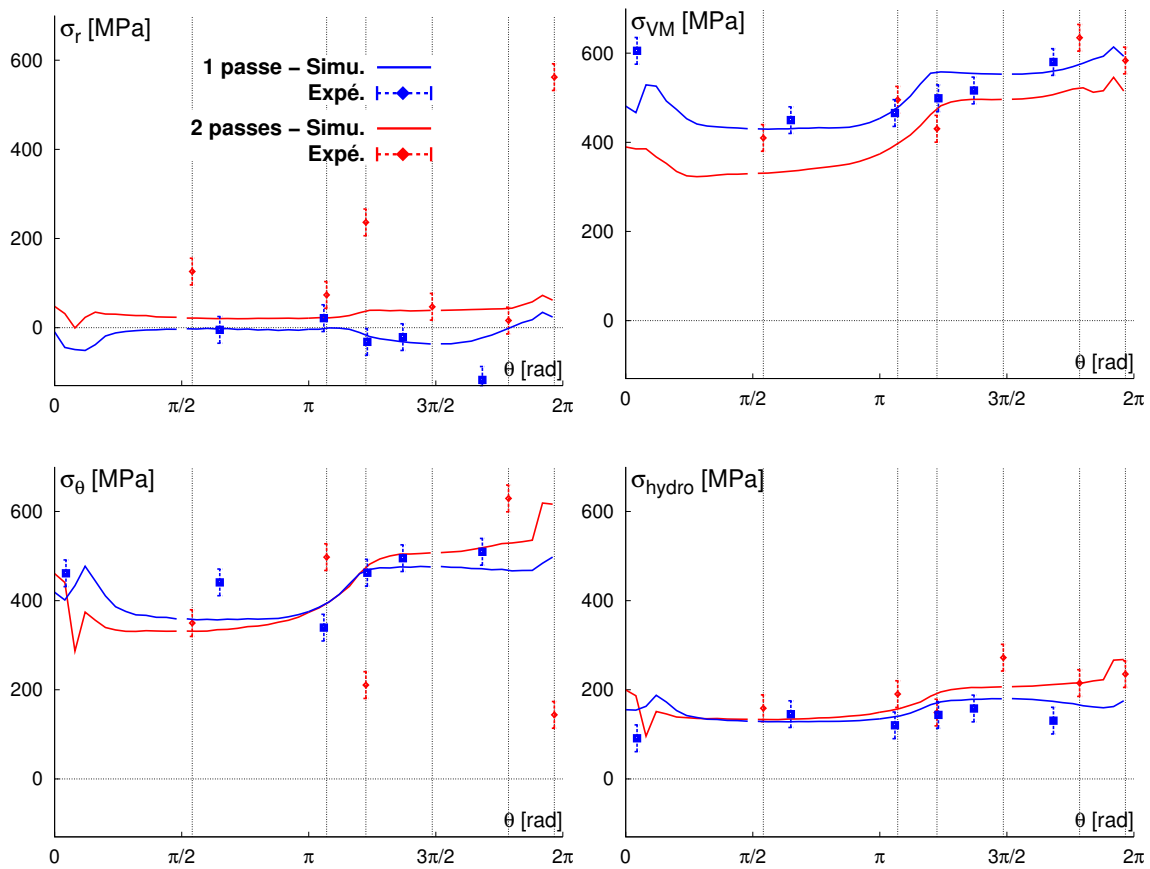 σr [MPa]
600
400
200
0
1 passe – Simu.
Expé.
2 passes – Simu.
Expé.
θ [rad]
0
π/2
π
3π/2
2π
σVM [MPa]
600
400
200
0
θ [rad]
0
π/2
π
3π/2
2π
σθ [MPa]
600
400
200
0
θ [rad]
0
π/2
π
3π/2
2π
σhydro [MPa]
600
400
200
0
θ [rad]
0
π/2
π
3π/2
2π